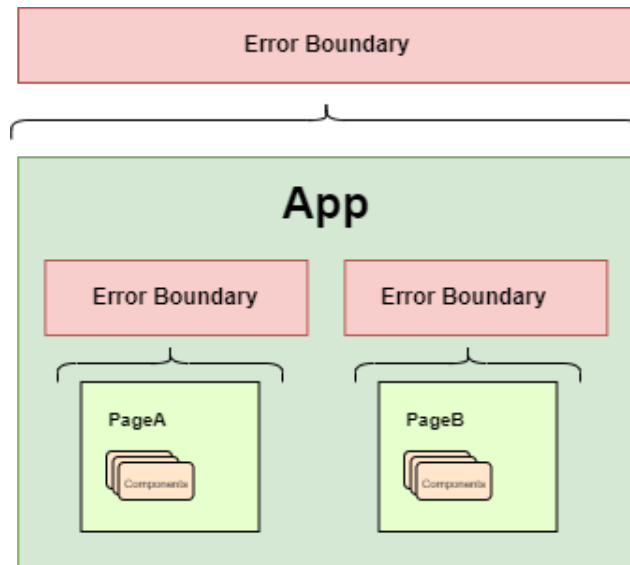 Error Boundary
App
Error Boundary
Error Boundary
PageA
PageB
Components
Components